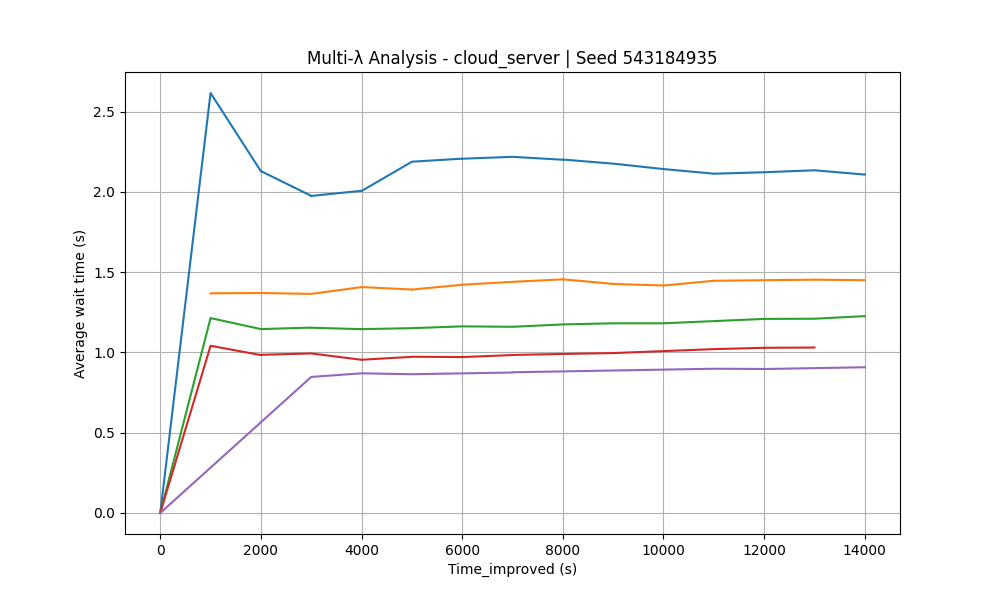 Multi-λ Analysis - cloud_server | Seed 543184935
Average wait time (s)
2.5
2.0
1.5
1.0
0.5
0.0
0 2000 4000 6000 8000 10000 12000 14000
Time_improved (s)